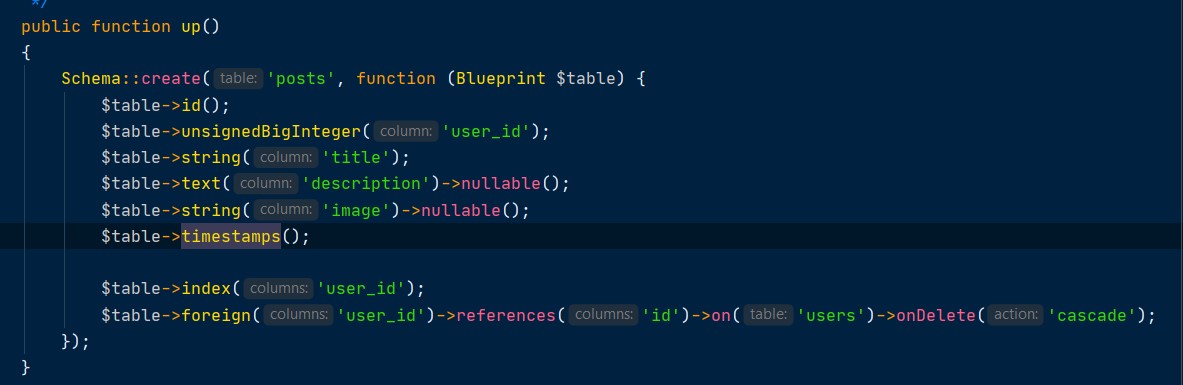 */
public function up()
{
    Schema::create( table: 'posts', function (Blueprint $table) {
        $table->id();
        $table->unsignedBigInteger( column: 'user_id');
        $table->string( column: 'title');
        $table->text( column: 'description')->nullable();
        $table->string( column: 'image')->nullable();
        $table->timestamps();
        $table->index( columns: 'user_id');
        $table->foreign( columns: 'user_id')->references( columns: 'id')->on( table: 'users')->onDelete( action: 'cascade');
    });
}